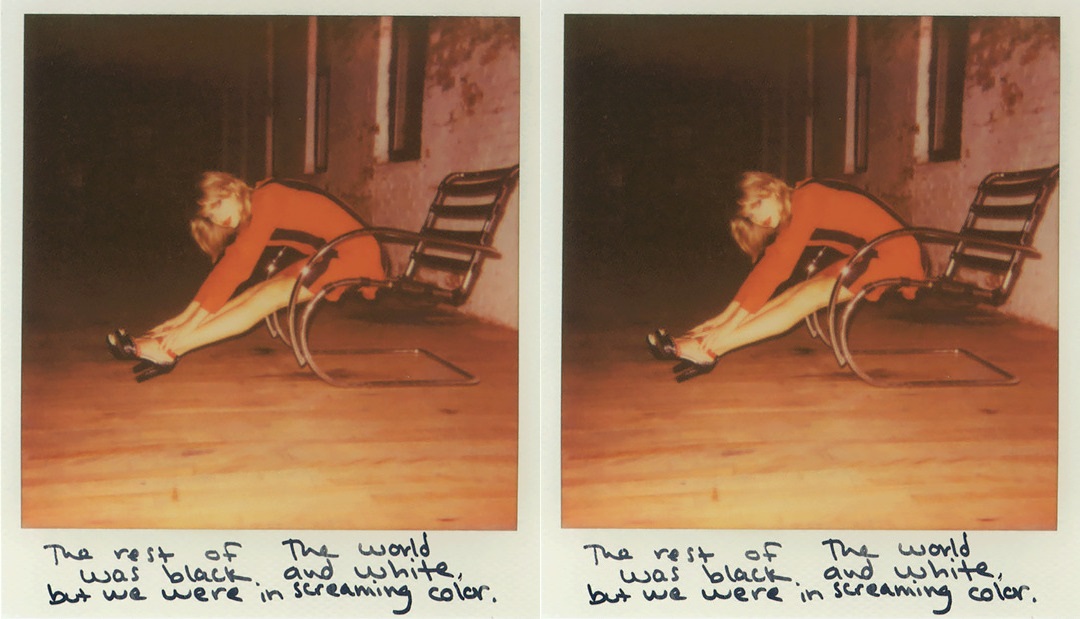 The rest of The world
was black and white,
but we were in screaming color.
The rest of The world
was black and white,
but we were in screaming color.